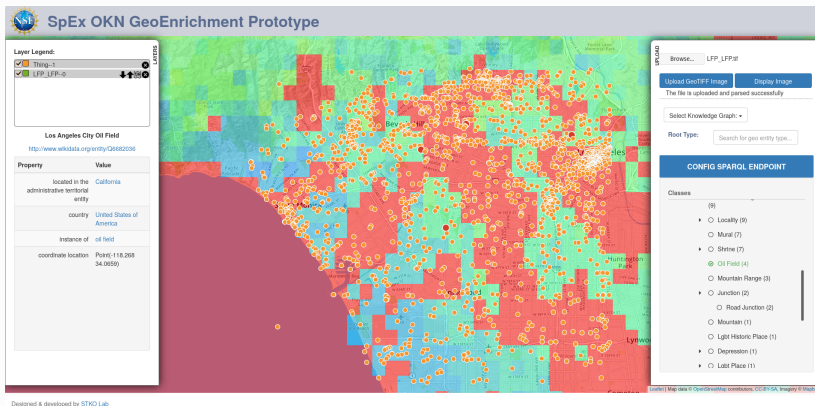 NSF
SpEx OKN GeoEnrichment Prototype
Layer Legend:
LAYERS
Thing--1
LFP_LFP--0
Los Angeles City Oil Field
http://www.wikidata.org/entity/Q6682036
Property Value
located in the administrative territorial entity California
country United States of America
instance of oil field
coordinate location Point(-118.268 34.0659)
Huntington
Park
UPLOAD
Browse... LFP_LFP.tif
Upload GeoTIFF Image Display Image
The file is uploaded and parsed successfully
Select Knowledge Graph:
Root Type: Search for geo entity type...
CONFIG SPARQL ENDPOINT
Classes
(9)
Locality (9)
Mural (7)
Shrine (7)
Oil Field (4)
Mountain Range (3)
Junction (2)
Road Junction (2)
Mountain (1)
Lgbt Historic Place (1)
Depression (1)
Lgbt Place (1)
Leaflet | Map data © OpenStreetMap contributors, CC-BY-SA, Imagery © Mapb
Designed & developed by STKO Lab